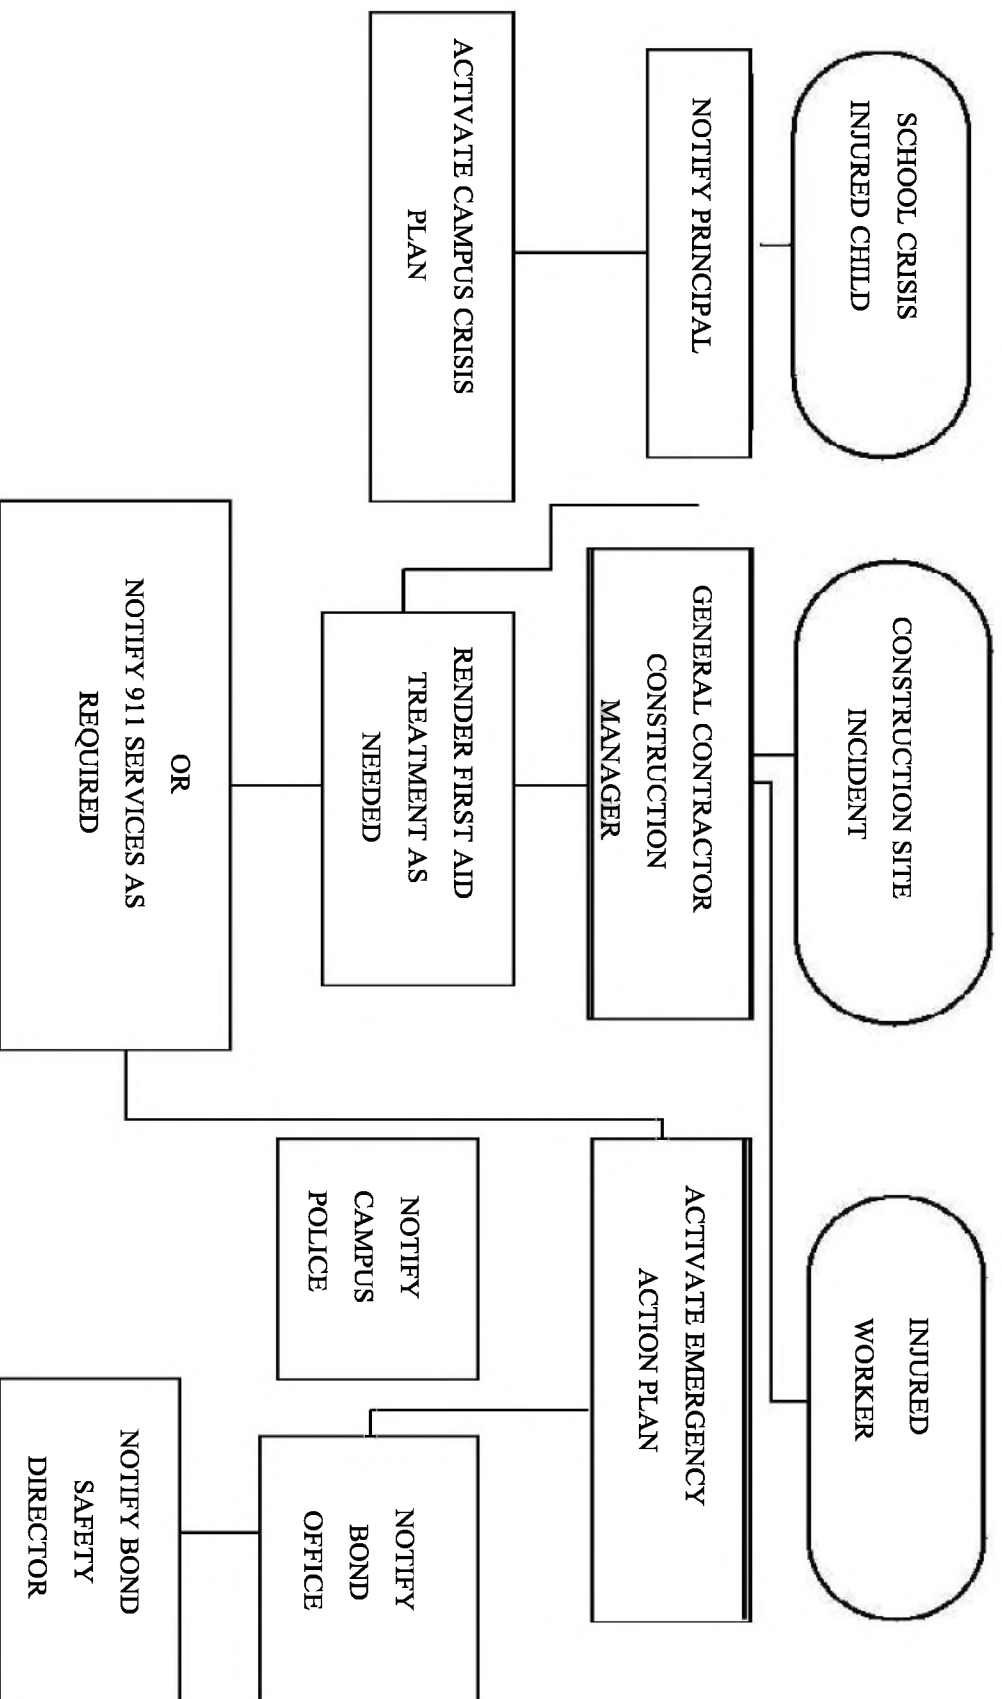 SCHOOL CRISIS
INJURED CHILD
CONSTRUCTION SITE
INCIDENT
INJURED
WORKER
NOTIFY PRINCIPAL
GENERAL CONTRACTOR
CONSTRUCTION
MANAGER
ACTIVATE EMERGENCY
ACTION PLAN
ACTIVATE CAMPUS CRISIS
PLAN
RENDER FIRST AID
TREATMENT AS
NEEDED
NOTIFY
CAMPUS
POLICE
NOTIFY
BOND
OFFICE
OR
NOTIFY 911 SERVICES AS
REQUIRED
NOTIFY BOND
SAFETY
DIRECTOR